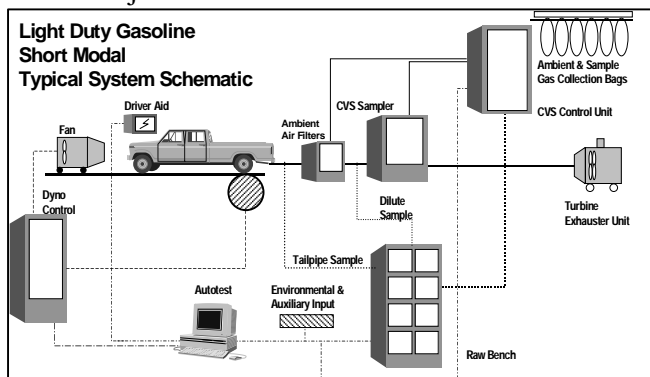 Light Duty Gasoline
Short Modal
Typical System Schematic
Ambient & Sample
Gas Collection Bags
CVS Control Unit
Driver Aid
Fan
Ambient
Air Filters
CVS Sampler
Dyno
Control
Dilute
Sample
Turbine
Exhauster Unit
Tailpipe Sample
Autotest
Environmental &
Auxiliary Input
Raw Bench